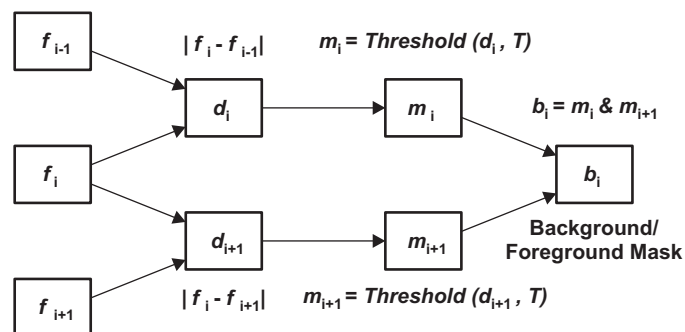 f i-1
| f i - f i-1|
m i = Threshold (d i , T)
d i
m i
b i = m i & m i+1
f i
b i
d i+1
m i+1
Background/
Foreground Mask
f i+1
| f i - f i+1|
m i+1 = Threshold (d i+1 , T)